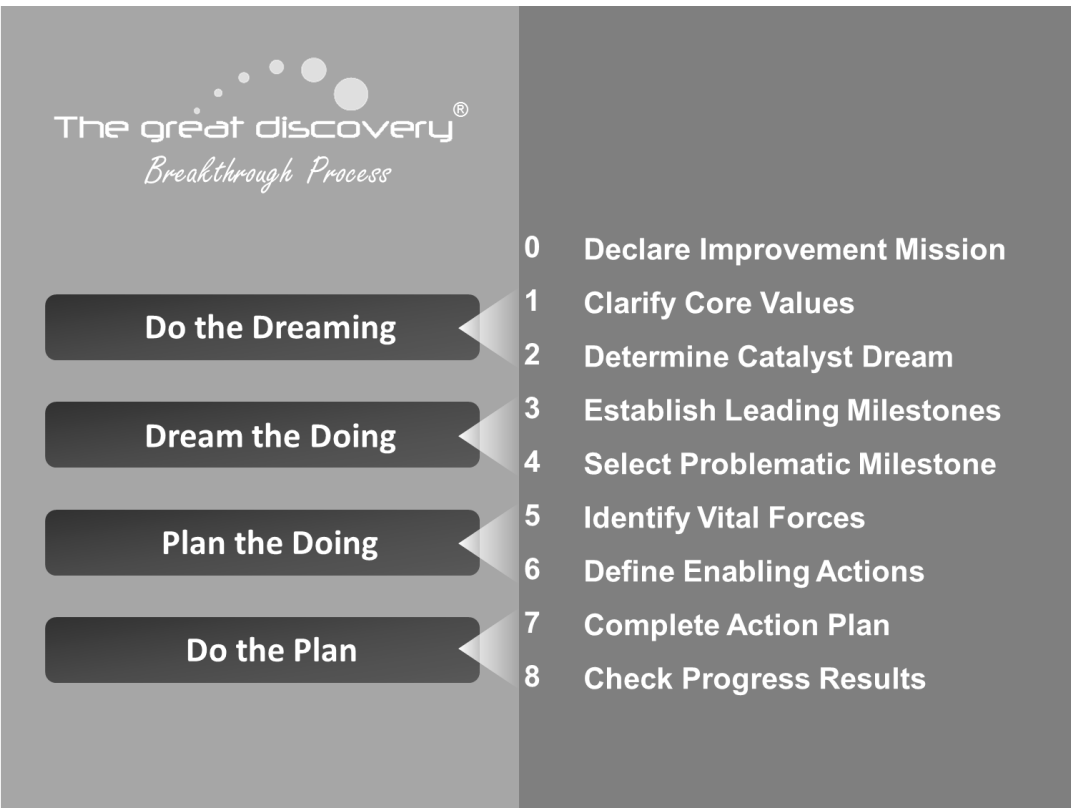 The great discovery®
Breakthrough Process
Do the Dreaming
Dream the Doing
Plan the Doing
Do the Plan
0 Declare Improvement Mission
1 Clarify Core Values
2 Determine Catalyst Dream
3 Establish Leading Milestones
4 Select Problematic Milestone
5 Identify Vital Forces
6 Define Enabling Actions
7 Complete Action Plan
8 Check Progress Results